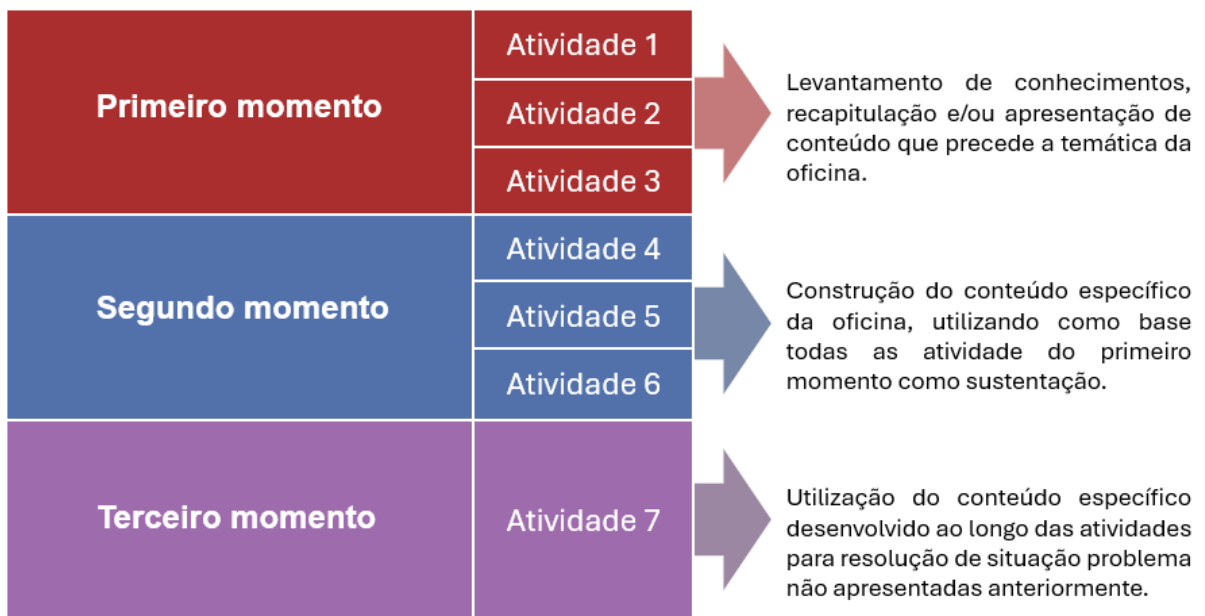 Primeiro momento
Atividade 1
Atividade 2
Atividade 3
Levantamento de conhecimentos,
recapitulação e/ou apresentação de
conteúdo que precede a temática da
oficina.
Segundo momento
Atividade 4
Atividade 5
Atividade 6
Construção do conteúdo específico
da oficina, utilizando como base
todas as atividade do primeiro
momento como sustentação.
Terceiro momento
Atividade 7
Utilização do conteúdo específico
desenvolvido ao longo das atividades
para resolução de situação problema
não apresentadas anteriormente.